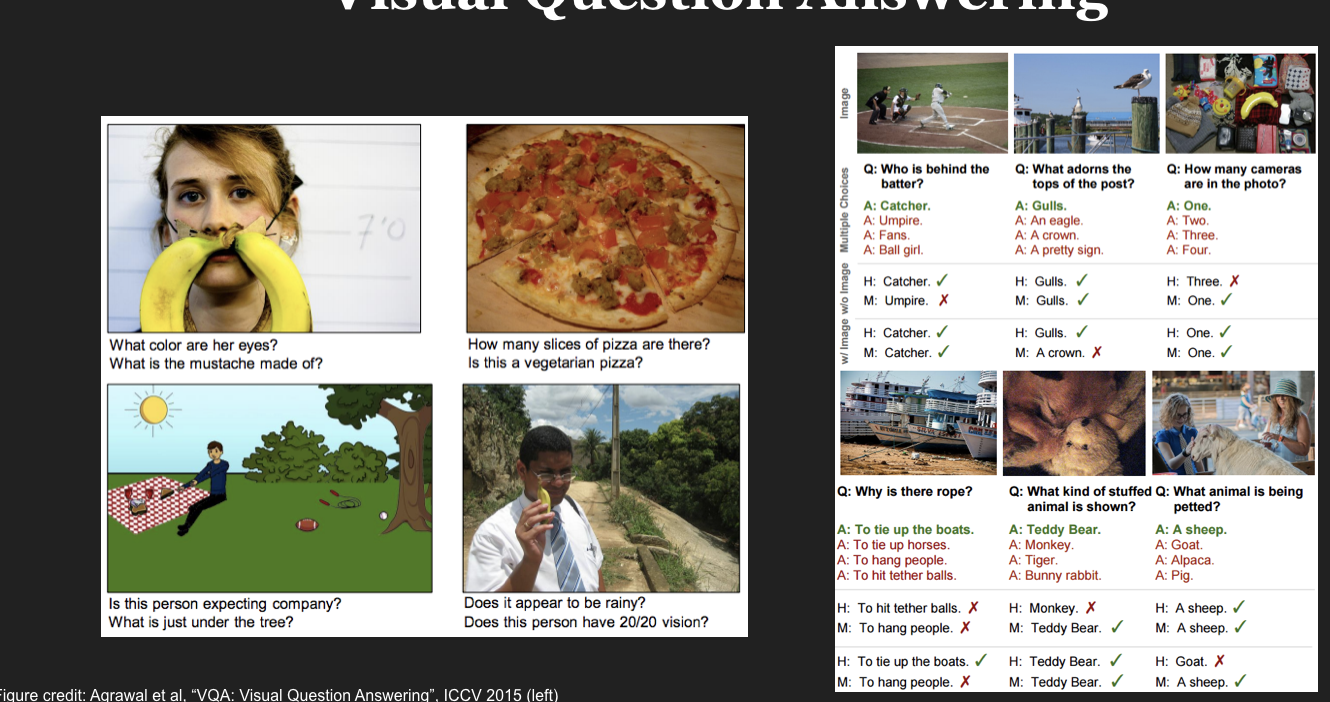 Visual Question Answering
7'0
What color are her eyes?
What is the mustache made of?
How many slices of pizza are there?
Is this a vegetarian pizza?
Is this person expecting company?
What is just under the tree?
Does it appear to be rainy?
Does this person have 20/20 vision?
Figure credit: Agrawal et al, “VQA: Visual Question Answering”, ICCV 2015 (left)
Image
Multiple Choices
w/o Image
w/ Image
Q: Who is behind the
batter?
A: Catcher.
A: Umpire.
A: Fans.
A: Ball girl.
H: Catcher. ✓
M: Umpire. ✗
H: Catcher. ✓
M: Catcher. ✓
Q: What adorns the
tops of the post?
A: Gulls.
A: An eagle.
A: A crown.
A: A pretty sign.
H: Gulls. ✓
M: Gulls. ✓
H: Gulls. ✓
M: A crown. ✗
Q: How many cameras
are in the photo?
A: One.
A: Two.
A: Three.
A: Four.
H: Three. ✗
M: One. ✓
H: One. ✓
M: One. ✓
Q: Why is there rope?
A: To tie up the boats.
A: To tie up horses.
A: To hang people.
A: To hit tether balls.
H: To hit tether balls. ✗
M: To hang people. ✗
H: To tie up the boats. ✓
M: To hang people. ✗
Q: What kind of stuffed
animal is shown?
A: Teddy Bear.
A: Monkey.
A: Tiger.
A: Bunny rabbit.
H: Monkey. ✗
M: Teddy Bear. ✓
H: Teddy Bear. ✓
M: Teddy Bear. ✓
Q: What animal is being
petted?
A: A sheep.
A: Goat.
A: Alpaca.
A: Pig.
H: A sheep. ✓
M: A sheep. ✓
H: Goat. ✗
M: A sheep. ✓